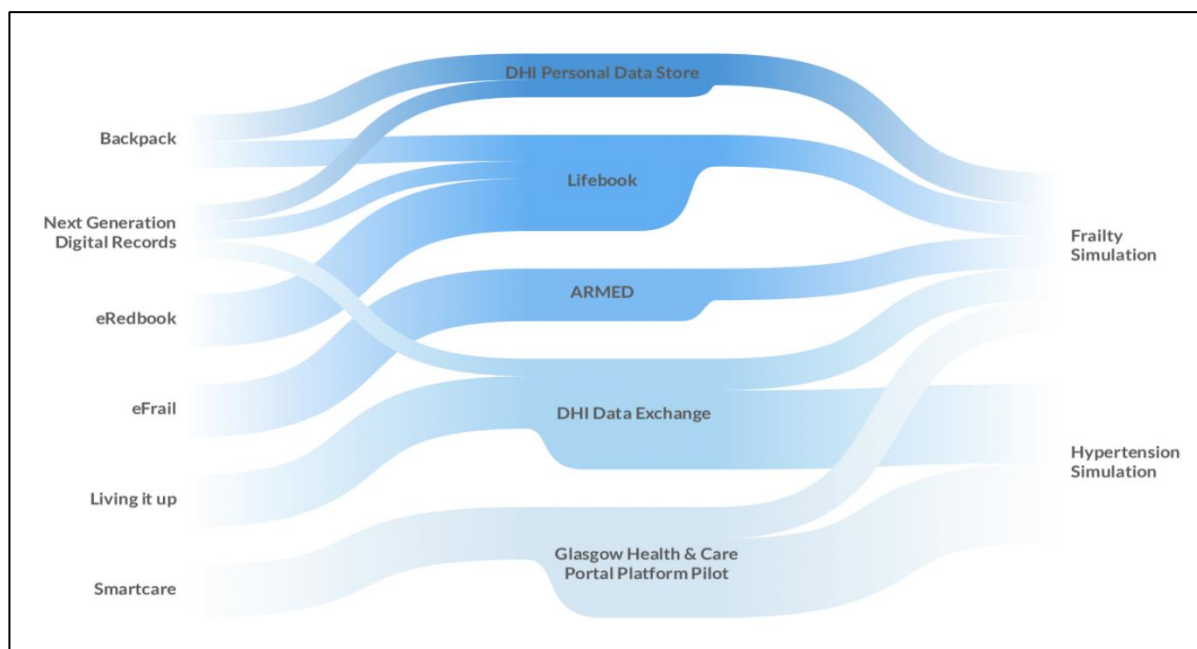 Backpack
Next Generation
Digital Records
eRedbook
eFrail
Living it up
Smartcare
DHI Personal Data Store
Lifebook
ARMED
DHI Data Exchange
Glasgow Health & Care
Portal Platform Pilot
Frailty
Simulation
Hypertension
Simulation